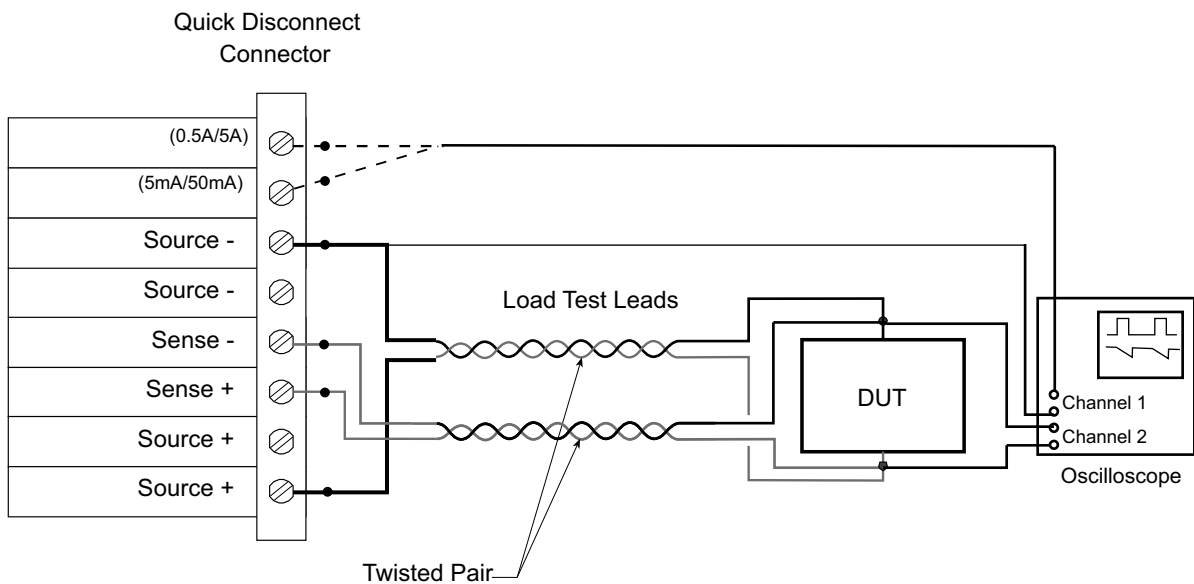 Quick Disconnect
Connector
(0.5A/5A)
(5mA/50mA)
Source -
Source -
Sense -
Sense +
Source +
Source +
Load Test Leads
Twisted Pair
DUT
Channel 1
Channel 2
Oscilloscope